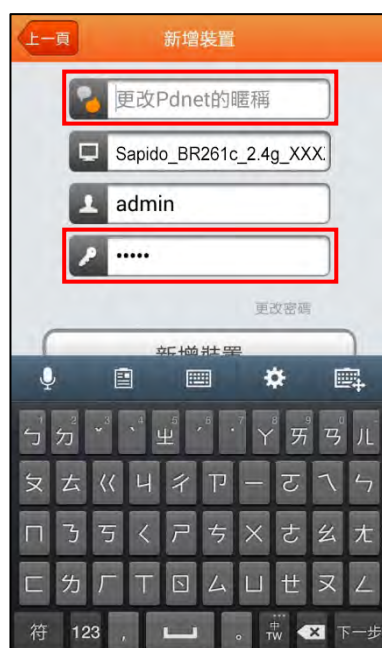 上一頁 新增裝置
更改Pdnet的暱稱
Sapido_BR261c_2.4g_XXX
admin
•••••
更改密碼
新增裝置
ㄅ ㄉ ˇ ˋ ㄓ ˊ ˙ ㄚ ㄞ ㄢ ㄦ
ㄆ ㄊ ㄍ ㄐ ㄔ ㄗ ㄧ ㄛ ㄟ ㄣ
ㄇ ㄋ ㄎ ㄑ ㄕ ㄘ ㄨ ㄜ ㄠ ㄤ
ㄈ ㄌ ㄏ ㄒ ㄖ ㄙ ㄩ ㄝ ㄡ ㄥ
符 123 , 。 中 TW 下一步